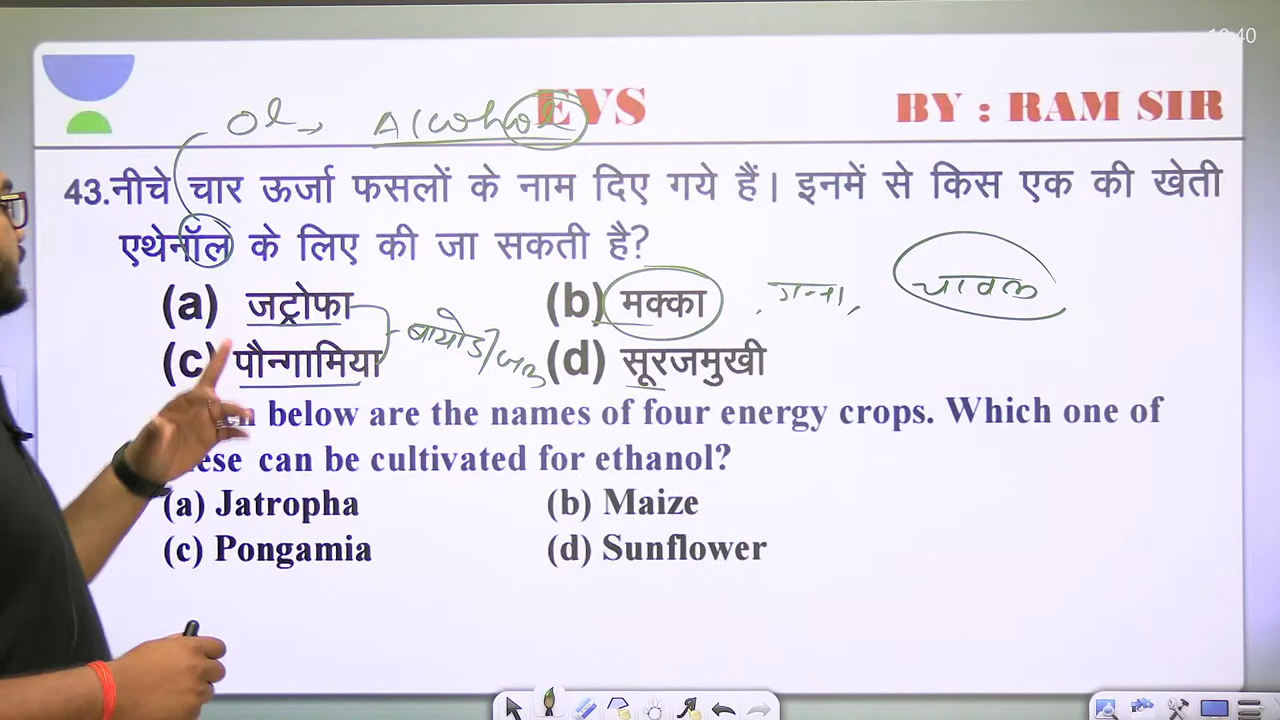 EVS
BY : RAM SIR
ol → Alcohol
43.नीचे चार ऊर्जा फसलों के नाम दिए गये हैं। इनमें से किस एक की खेती
एथेनॉल के लिए की जा सकती है?
(a) जट्रोफा (b) मक्का , गन्ना, चावल
(c) पौन्गामिया बायोडीजल (d) सूरजमुखी
below are the names of four energy crops. Which one of
can be cultivated for ethanol?
(a) Jatropha (b) Maize
(c) Pongamia (d) Sunflower